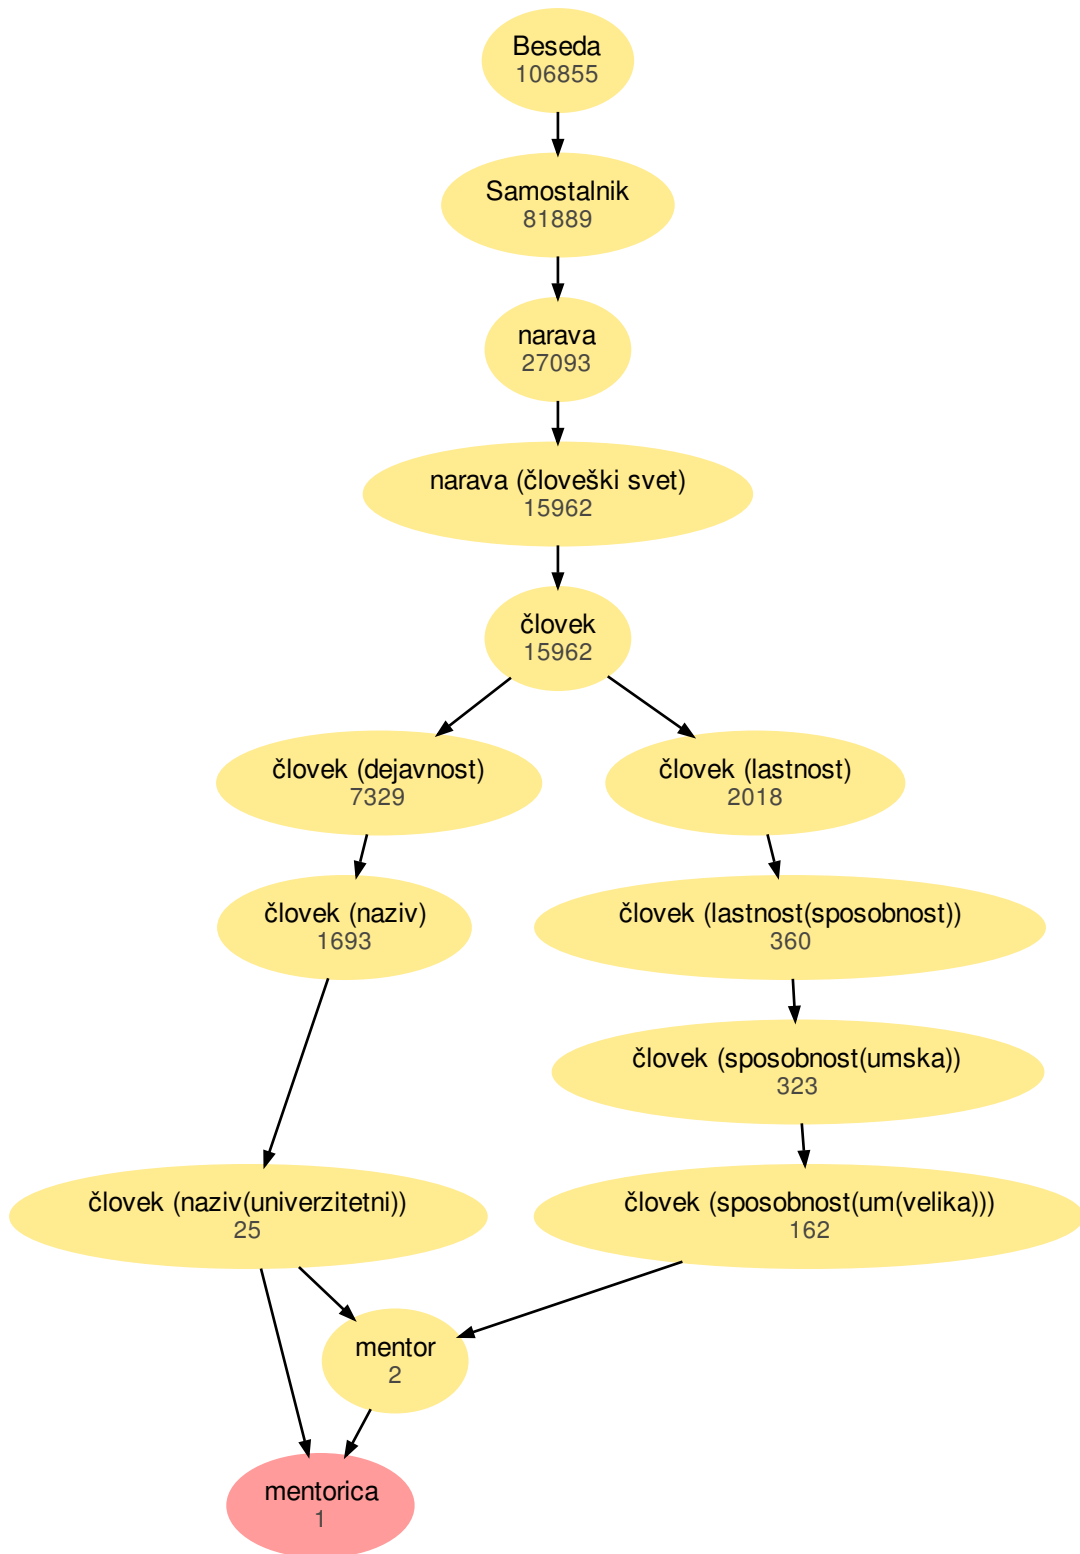 Beseda
106855
Samostalnik
81889
narava
27093
narava (človeški svet)
15962
človek
15962
človek (dejavnost)
7329
človek (lastnost)
2018
človek (naziv)
1693
človek (lastnost(sposobnost))
360
človek (sposobnost(umska))
323
človek (naziv(univerzitetni))
25
človek (sposobnost(um(velika)))
162
mentor
2
mentorica
1